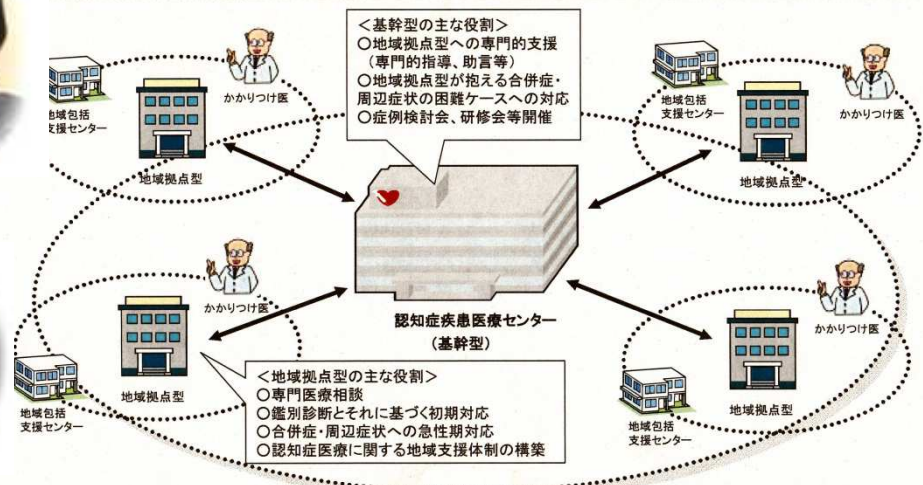 <基幹型の主な役割>
○地域拠点型への専門的支援
(専門的指導、助言等)
○地域拠点型が抱える合併症・
周辺症状の困難ケースへの対応
○症例検討会、研修会等開催
かかりつけ医
地域包括
支援センター
地域拠点型
かかりつけ医
地域包括
支援センター
地域拠点型
認知症疾患医療センター
(基幹型)
かかりつけ医
地域拠点型
地域包括
支援センター
<地域拠点型の主な役割>
○専門医療相談
○鑑別診断とそれに基づく初期対応
○合併症・周辺症状への急性期対応
○認知症医療に関する地域支援体制の構築
かかりつけ医
地域拠点型
地域包括
支援センター